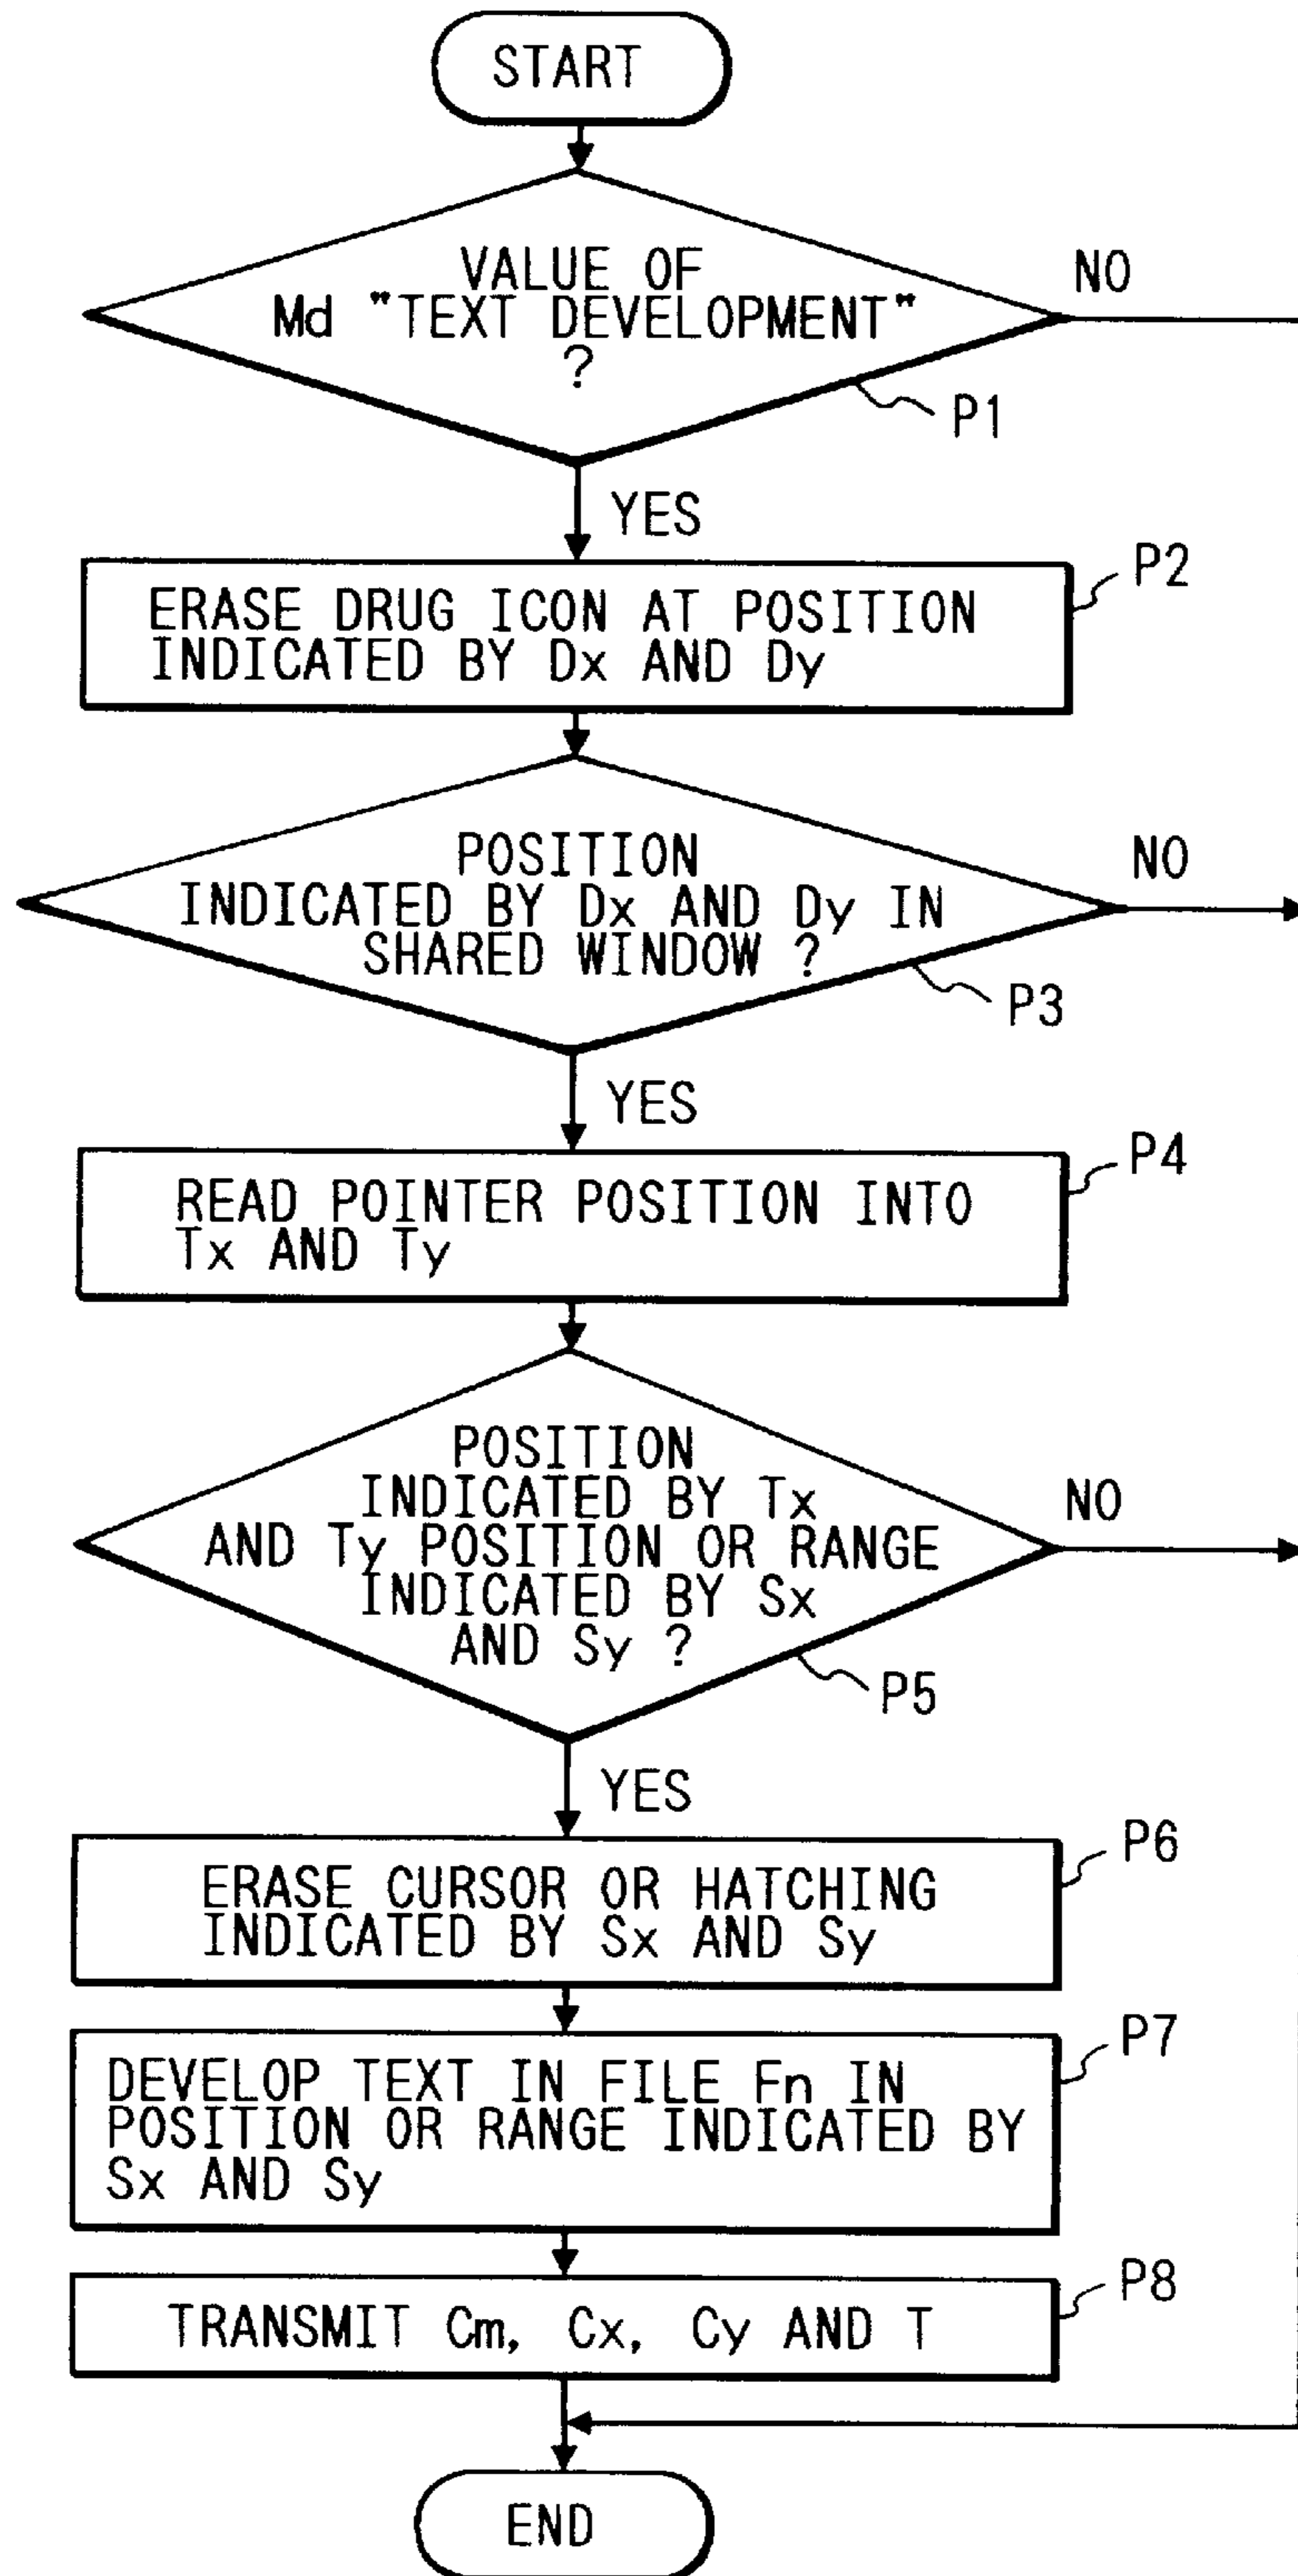 START
VALUE OF
Md "TEXT DEVELOPMENT"
?
NO
P1
YES
P2
ERASE DRUG ICON AT POSITION
INDICATED BY Dx AND Dy
POSITION
INDICATED BY Dx AND Dy IN
SHARED WINDOW ?
NO
P3
YES
P4
READ POINTER POSITION INTO
Tx AND Ty
POSITION
INDICATED BY Tx
AND Ty POSITION OR RANGE
INDICATED BY Sx
AND Sy ?
NO
P5
YES
P6
ERASE CURSOR OR HATCHING
INDICATED BY Sx AND Sy
P7
DEVELOP TEXT IN FILE Fn IN
POSITION OR RANGE INDICATED BY
Sx AND Sy
P8
TRANSMIT Cm, Cx, Cy AND T
END